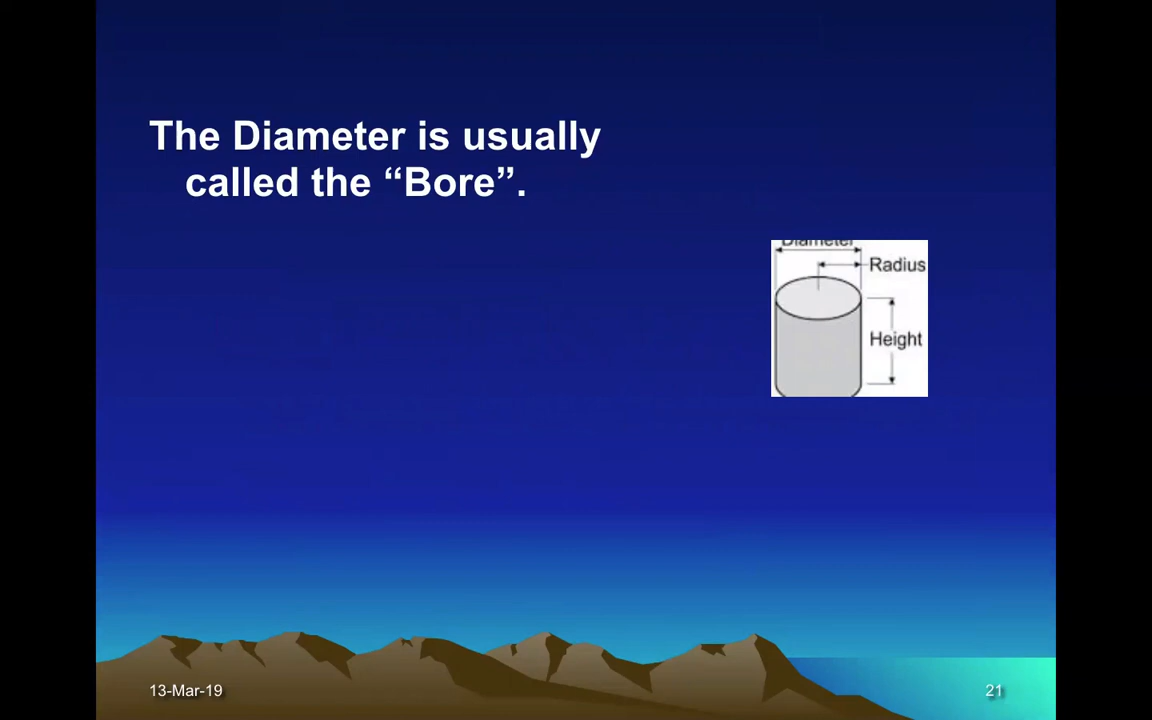 The Diameter is usually
called the “Bore”.
Diameter
Radius
Height
13-Mar-19
21